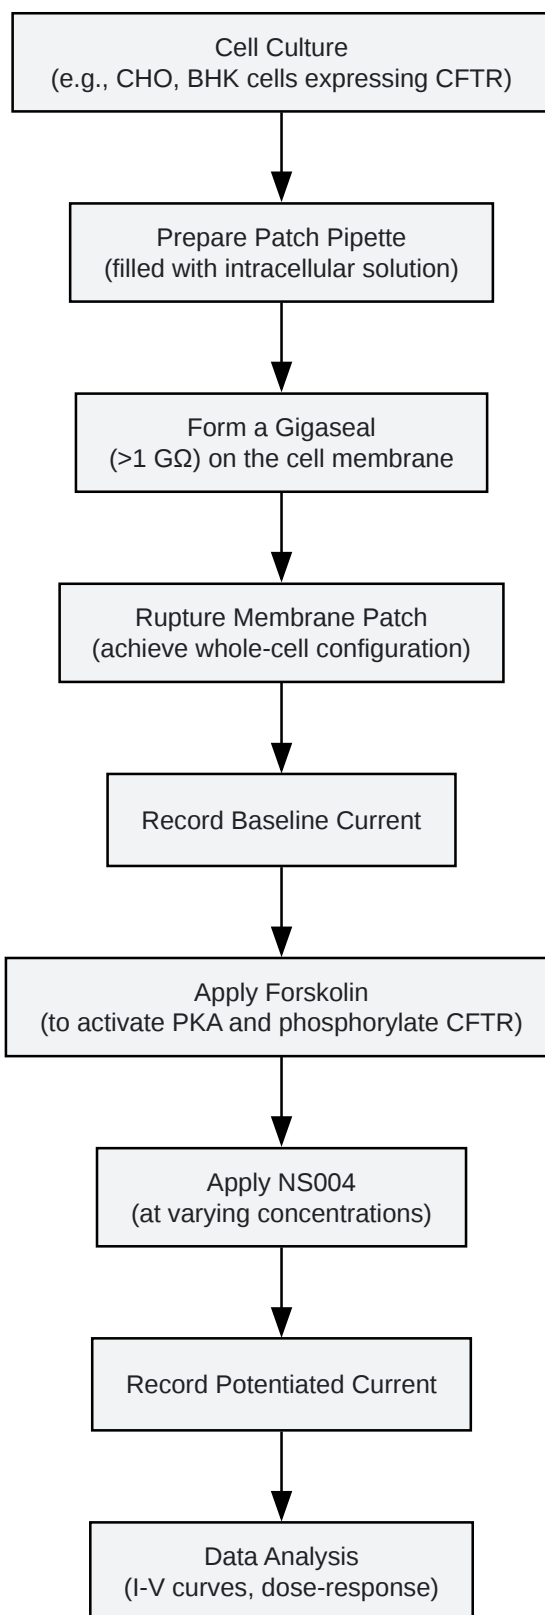 Cell Culture
(e.g., CHO, BHK cells expressing CFTR)
Prepare Patch Pipette
(filled with intracellular solution)
Form a Gigaseal
(>1 GΩ) on the cell membrane
Rupture Membrane Patch
(achieve whole-cell configuration)
Record Baseline Current
Apply Forskolin
(to activate PKA and phosphorylate CFTR)
Apply NS004
(at varying concentrations)
Record Potentiated Current
Data Analysis
(I-V curves, dose-response)